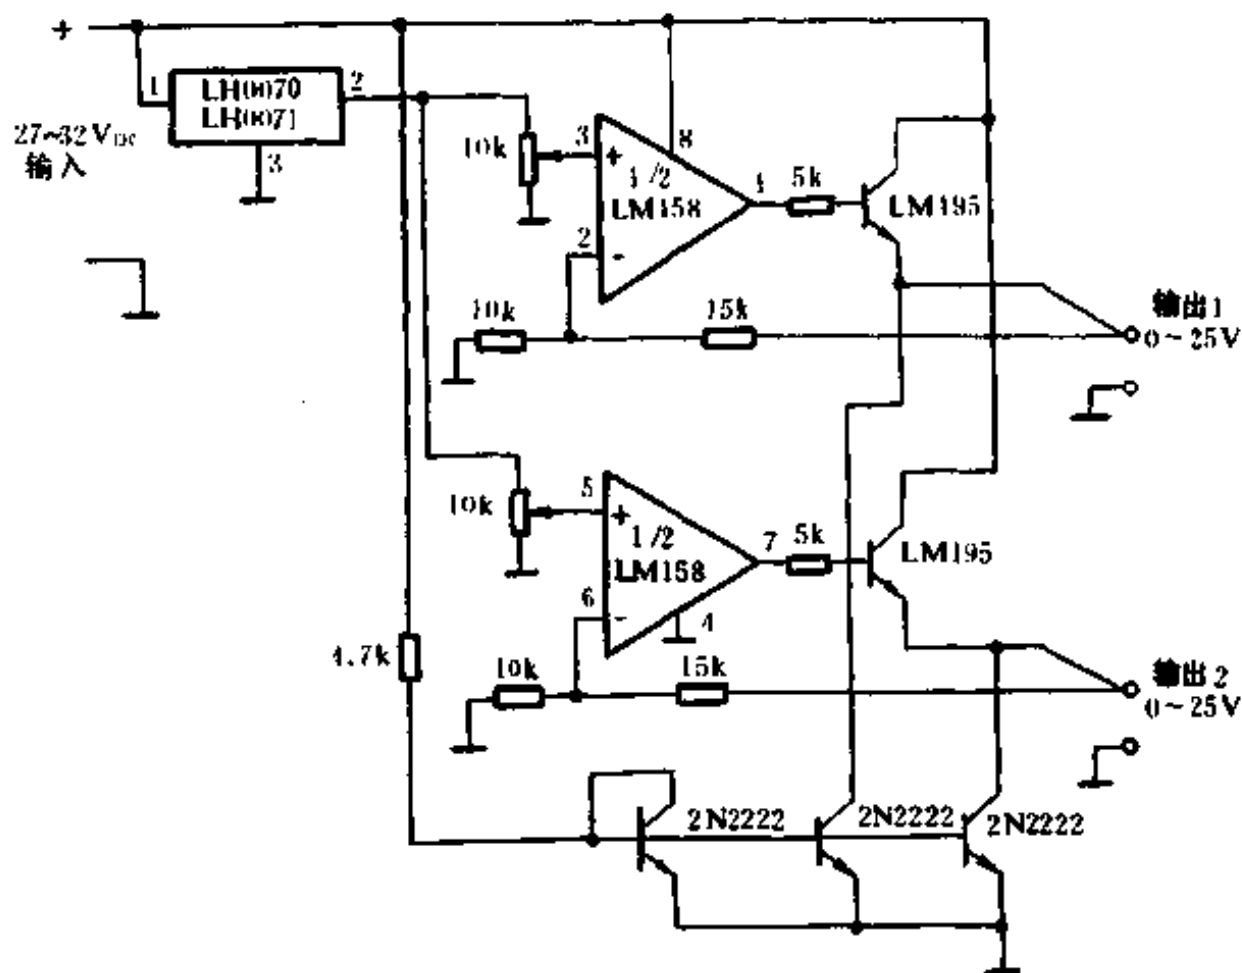 +
1
LH0070
LH0071
2
3
27~32VDC
输入
10k
3
+
8
1/2
LM158
1
5k
LM195
2
-
10k
15k
输出1
0~25V
10k
5
+
1/2
LM158
7
5k
LM195
6
-
4
4.7k
10k
15k
输出2
0~25V
2N2222
2N2222
2N2222